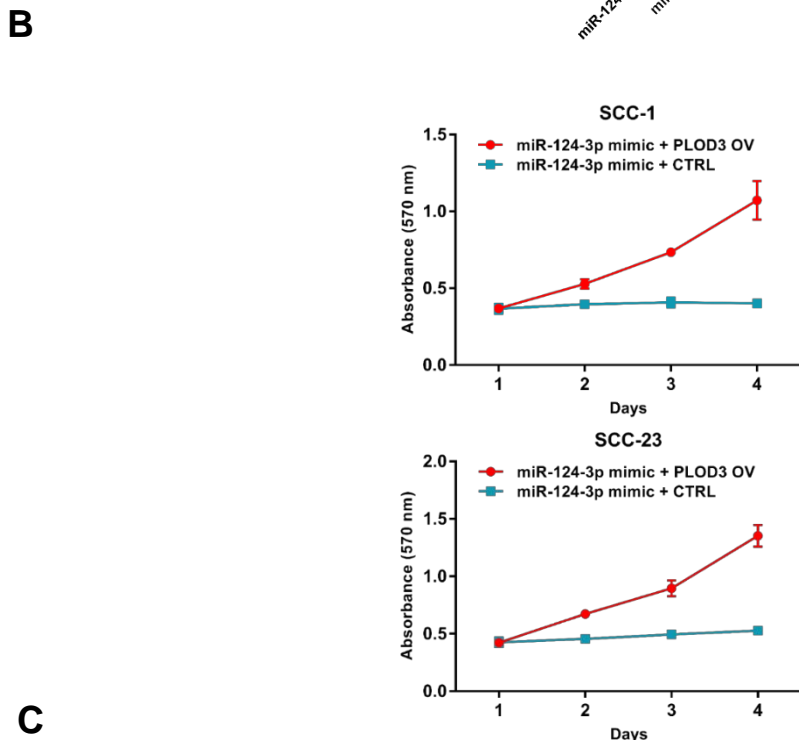 B
miR-124
SCC-1
1.5
miR-124-3p mimic + PLOD3 OV
miR-124-3p mimic + CTRL
1.0
0.5
0.0
Absorbance (570 nm)
1 2 3 4
Days
SCC-23
2.0
miR-124-3p mimic + PLOD3 OV
miR-124-3p mimic + CTRL
1.5
1.0
0.5
0.0
Absorbance (570 nm)
1 2 3 4
Days
C